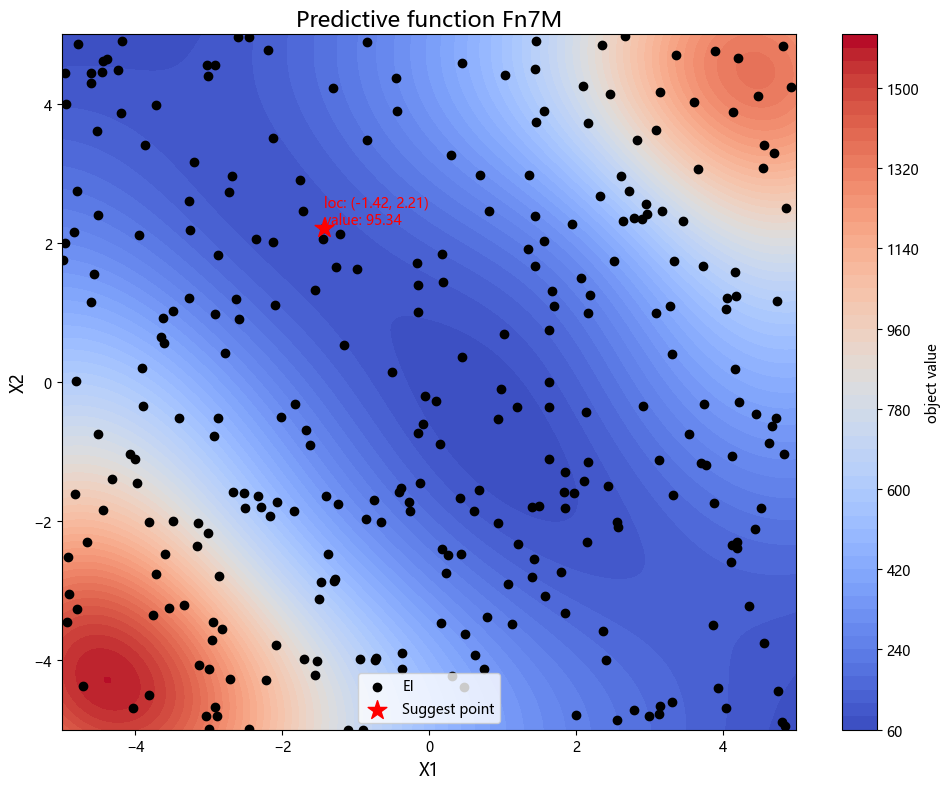 Predictive function Fn7M
loc: (-1.42, 2.21)
value: 95.34
X2
4
2
0
−2
−4
−4
−2
0
2
4
X1
EI
Suggest point
1500
1320
1140
960
780
600
420
240
60
object value